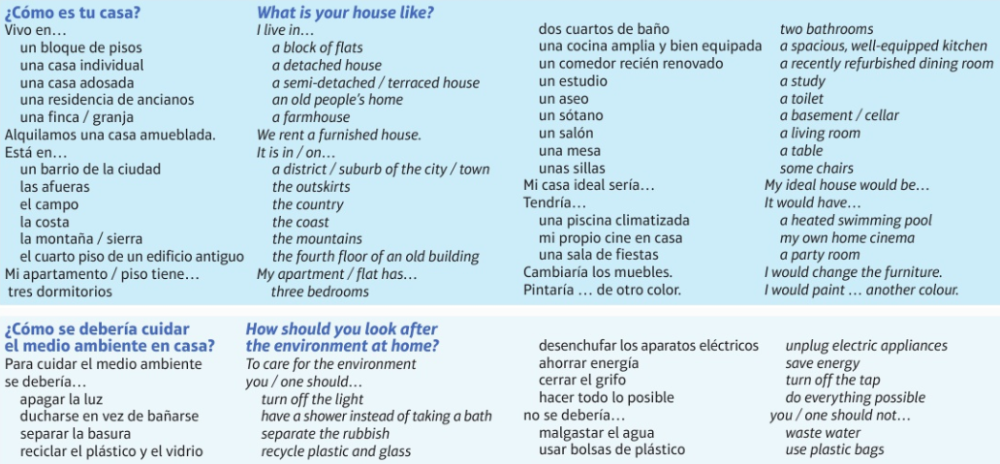 ¿Cómo es tu casa? What is your house like?
Vivo en… I live in…
un bloque de pisos a block of flats
una casa individual a detached house
una casa adosada a semi-detached / terraced house
una residencia de ancianos an old people's home
una finca / granja a farmhouse
Alquilamos una casa amueblada. We rent a furnished house.
Está en… It is in / on…
un barrio de la ciudad a district / suburb of the city / town
las afueras the outskirts
el campo the country
la costa the coast
la montaña / sierra the mountains
el cuarto piso de un edificio antiguo the fourth floor of an old building
Mi apartamento / piso tiene… My apartment / flat has…
tres dormitorios three bedrooms
dos cuartos de baño two bathrooms
una cocina amplia y bien equipada a spacious, well-equipped kitchen
un comedor recién renovado a recently refurbished dining room
un estudio a study
un aseo a toilet
un sótano a basement / cellar
un salón a living room
una mesa a table
unas sillas some chairs
Mi casa ideal sería… My ideal house would be…
Tendría… It would have…
una piscina climatizada a heated swimming pool
mi propio cine en casa my own home cinema
una sala de fiestas a party room
Cambiaría los muebles. I would change the furniture.
Pintaría … de otro color. I would paint … another colour.
¿Cómo se debería cuidar How should you look after
el medio ambiente en casa? the environment at home?
Para cuidar el medio ambiente To care for the environment
se debería… you / one should…
apagar la luz turn off the light
ducharse en vez de bañarse have a shower instead of taking a bath
separar la basura separate the rubbish
reciclar el plástico y el vidrio recycle plastic and glass
desenchufar los aparatos eléctricos unplug electric appliances
ahorrar energía save energy
cerrar el grifo turn off the tap
hacer todo lo posible do everything possible
no se debería… you / one should not…
malgastar el agua waste water
usar bolsas de plástico use plastic bags